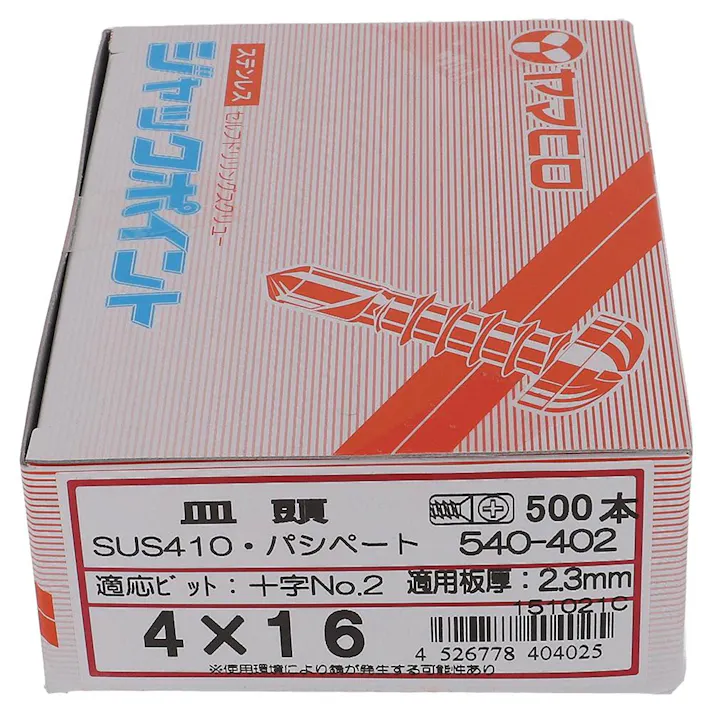 ヤマヒロ
ステンレス セルフドリリングスクリュー
ジャックポイント
皿頭 500本
SUS410・パシペート 540-402
適応ビット：十字No.2 適用板厚：2.3mm
151021C
4×16
4 526778 404025
※使用環境により錆が発生する可能性あり